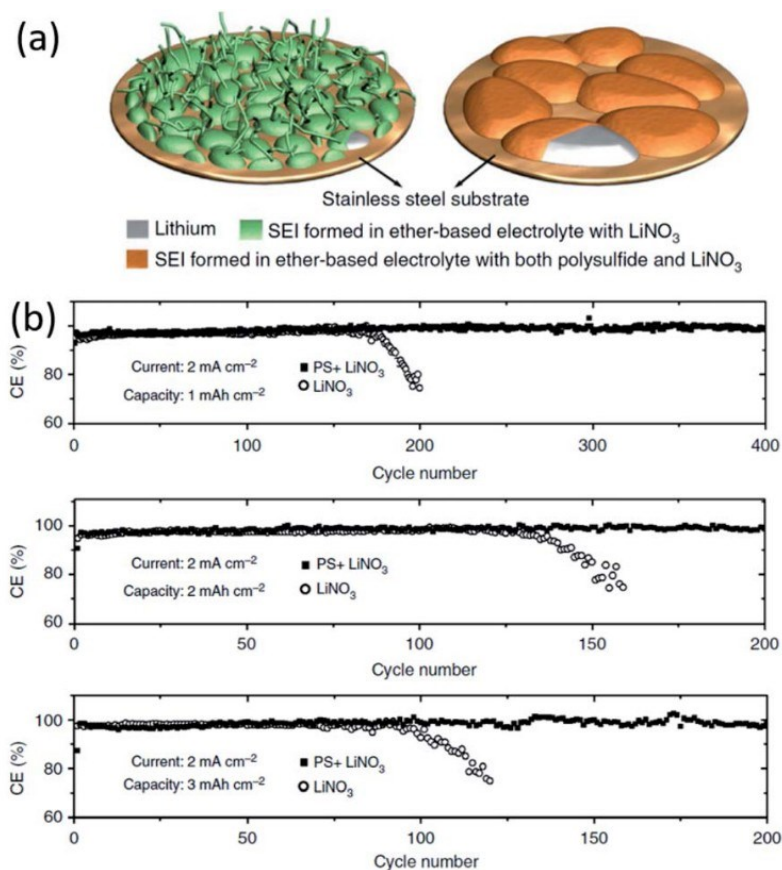 (a)
Stainless steel substrate
Lithium SEI formed in ether-based electrolyte with LiNO₃
SEI formed in ether-based electrolyte with both polysulfide and LiNO₃
(b)
CE (%)
100
80
60
Current: 2 mA cm⁻²
Capacity: 1 mAh cm⁻²
PS+ LiNO₃
LiNO₃
0 100 200 300 400
Cycle number
CE (%)
100
80
60
Current: 2 mA cm⁻²
Capacity: 2 mAh cm⁻²
PS+ LiNO₃
LiNO₃
0 50 100 150 200
Cycle number
CE (%)
100
80
60
Current: 2 mA cm⁻²
Capacity: 3 mAh cm⁻²
PS+ LiNO₃
LiNO₃
0 50 100 150 200
Cycle number